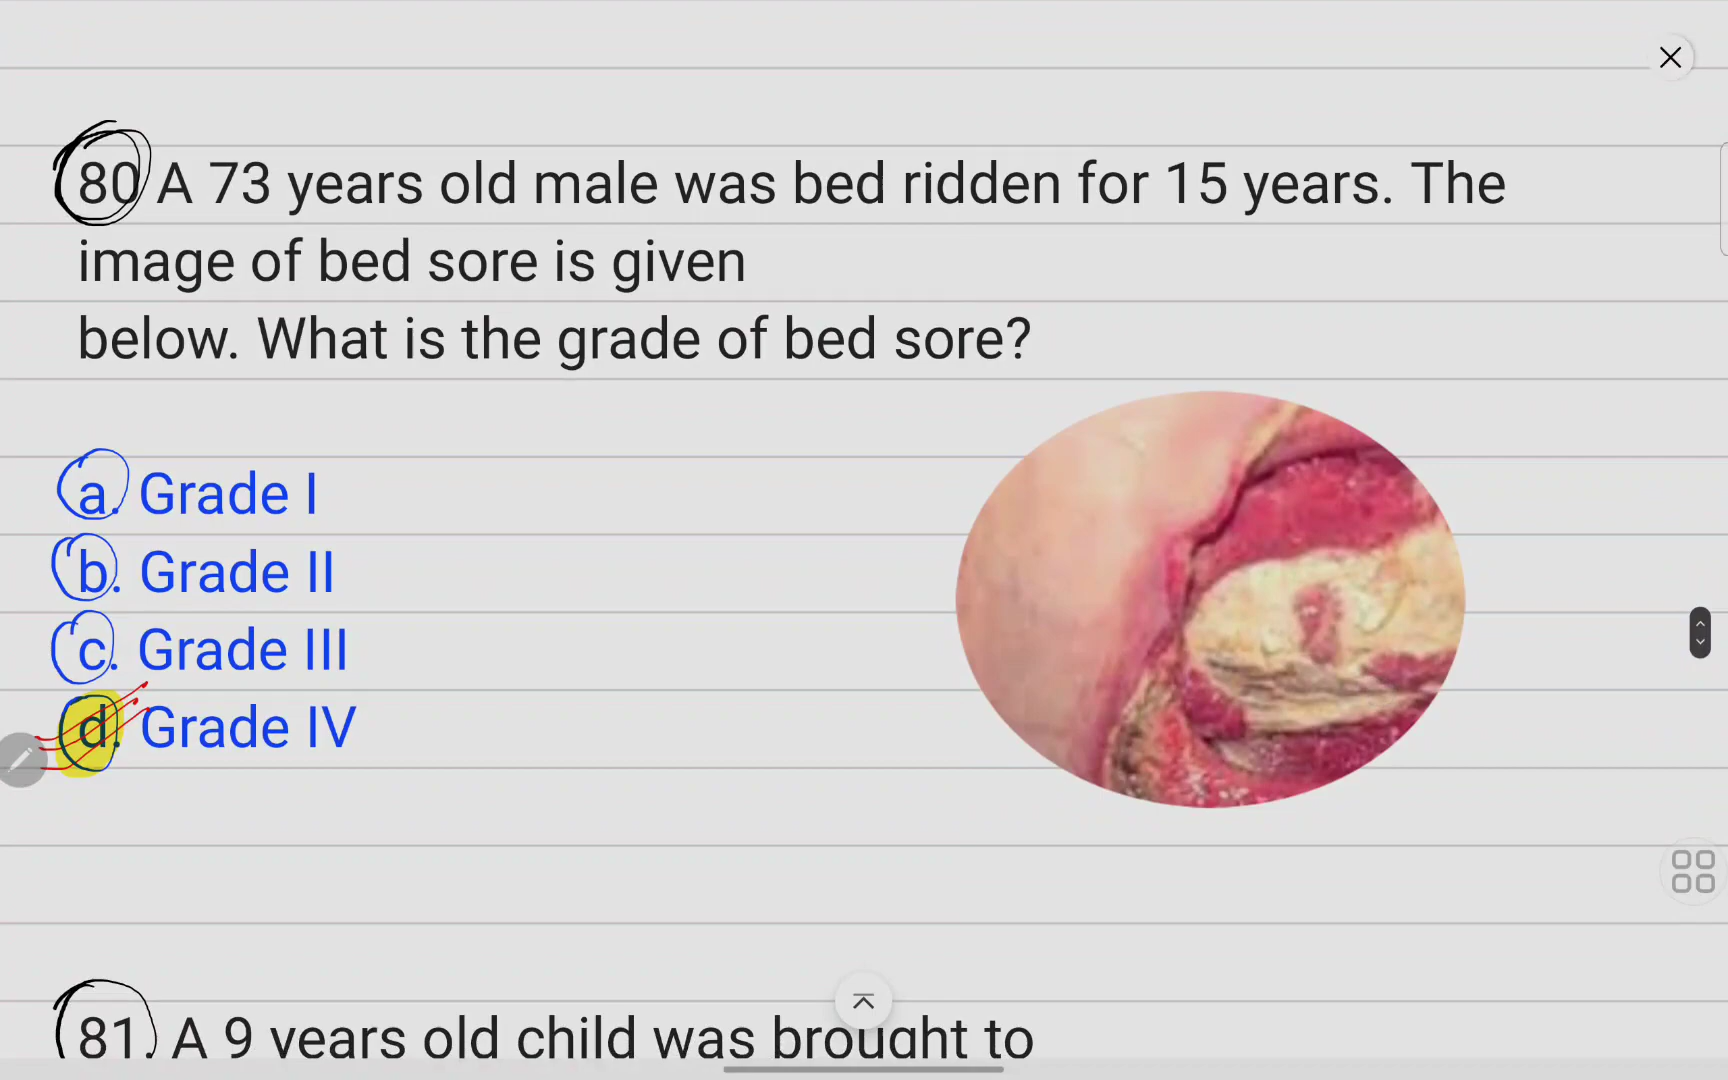 80 A 73 years old male was bed ridden for 15 years. The
image of bed sore is given
below. What is the grade of bed sore?
a. Grade I
b. Grade II
c. Grade III
d. Grade IV
81. A 9 years old child was brought to